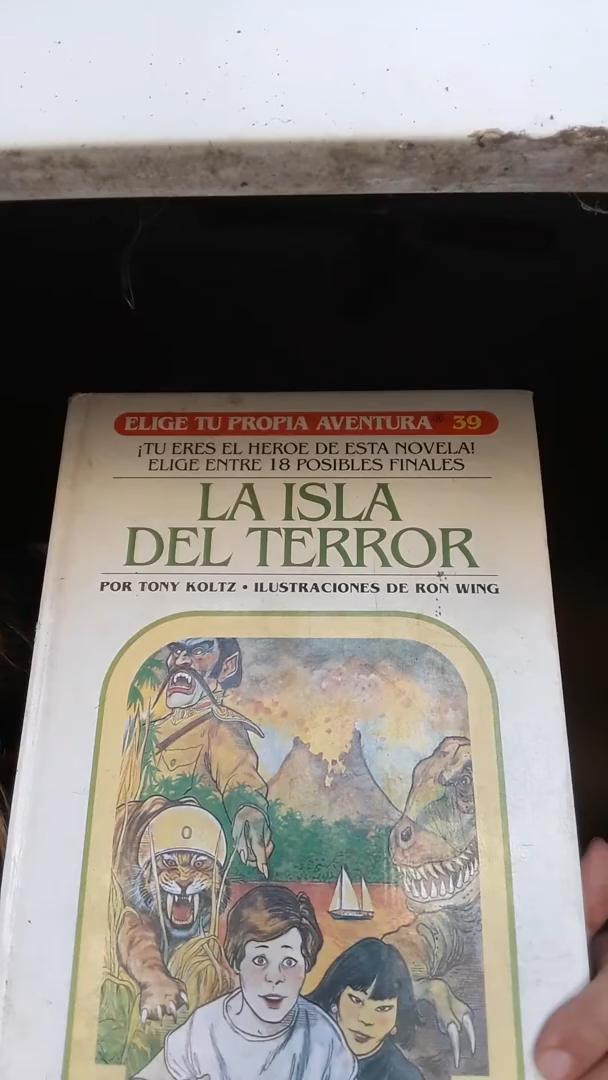 ELIGE TU PROPIA AVENTURA® 39
¡TU ERES EL HEROE DE ESTA NOVELA!
ELIGE ENTRE 18 POSIBLES FINALES
LA ISLA
DEL TERROR
POR TONY KOLTZ • ILUSTRACIONES DE RON WING
0